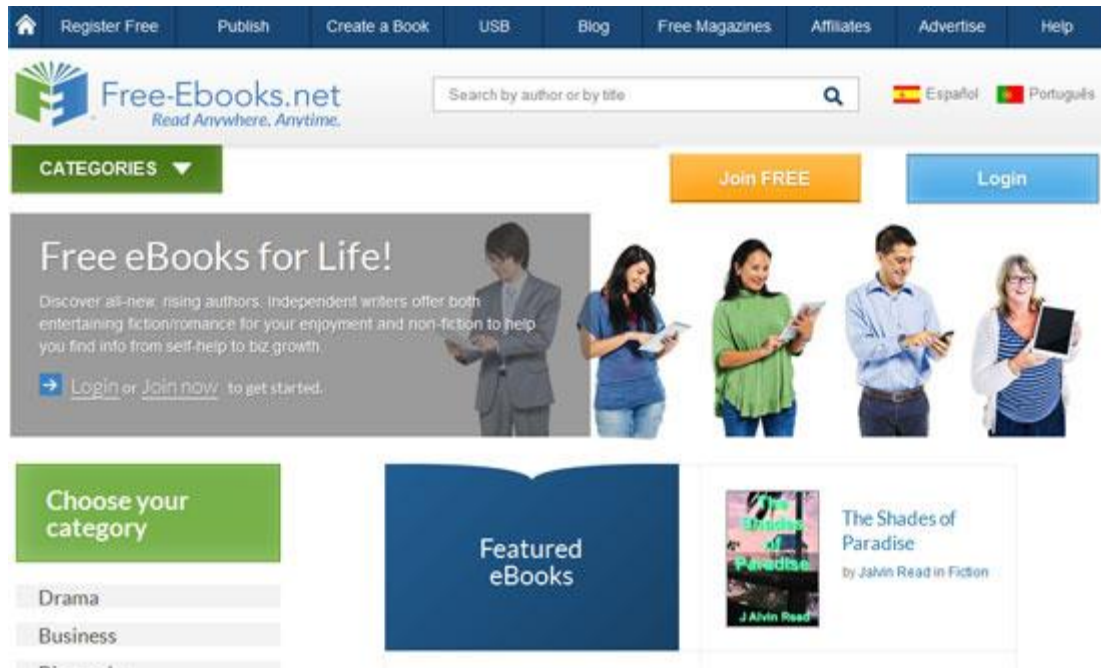 Register Free Publish Create a Book USB Blog Free Magazines Affiliates Advertise Help
Free-Ebooks.net
Read Anywhere, Anytime.
Search by author or by title
Español Português
CATEGORIES
Join FREE
Login
Free eBooks for Life!
Discover all-new, rising authors. Independent writers offer both
entertaining fiction/romance for your enjoyment and non-fiction to help
you find info from self-help to biz growth.
Login or Join now to get started.
Choose your
category
Drama
Business
Featured
eBooks
The
Shades
of
Paradise
J Alvin Read
The Shades of
Paradise
by Jalvin Read in Fiction